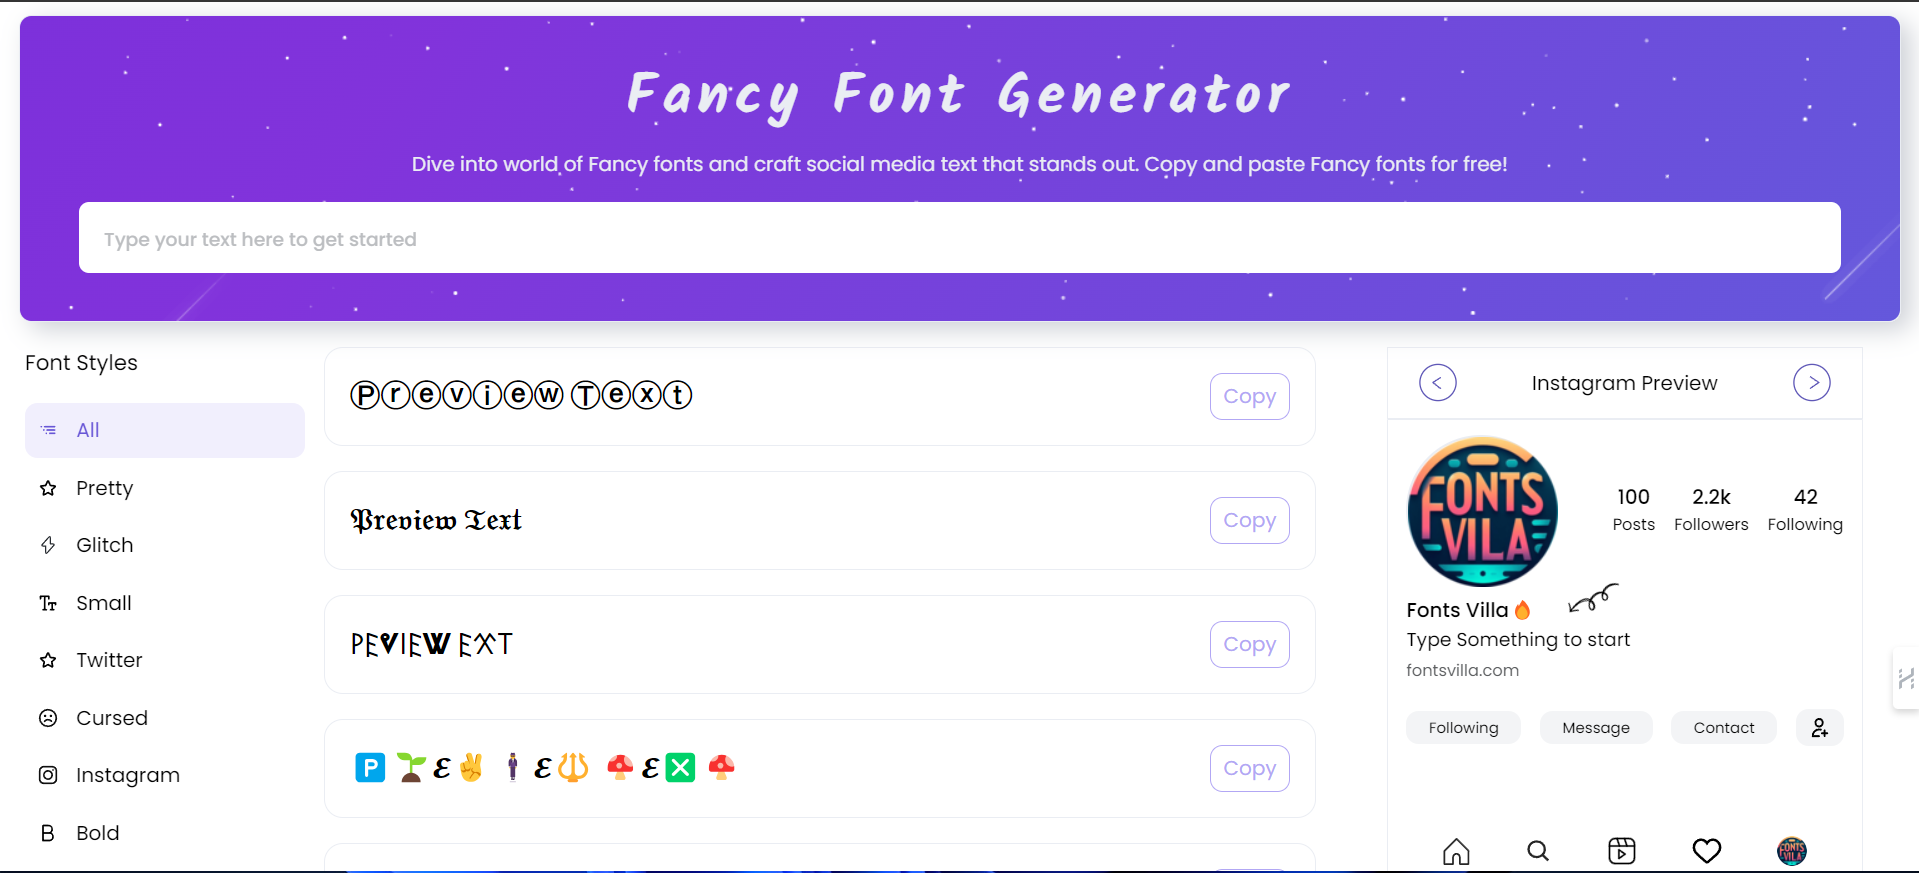 Fancy Font Generator
Dive into world of Fancy fonts and craft social media text that stands out. Copy and paste Fancy fonts for free!
Type your text here to get started
Font Styles
All
Pretty
Glitch
Small
Twitter
Cursed
Instagram
Bold
Ⓟⓡⓔⓥⓘⓔⓦ Ⓣⓔⓧⓣ
Copy
𝕻𝖗𝖊𝖛𝖎𝖊𝖜 𝕿𝖊𝖝𝖙
Copy
Copy
🅿️ 🌱 ℰ ✌️ 🕴️ ℰ 🔱 🍄 ℰ ❎ 🍄
Copy
Instagram Preview
FONTS
VILLA
100
Posts
2.2k
Followers
42
Following
Fonts Villa🔥
Type Something to start
fontsvilla.com
Following
Message
Contact